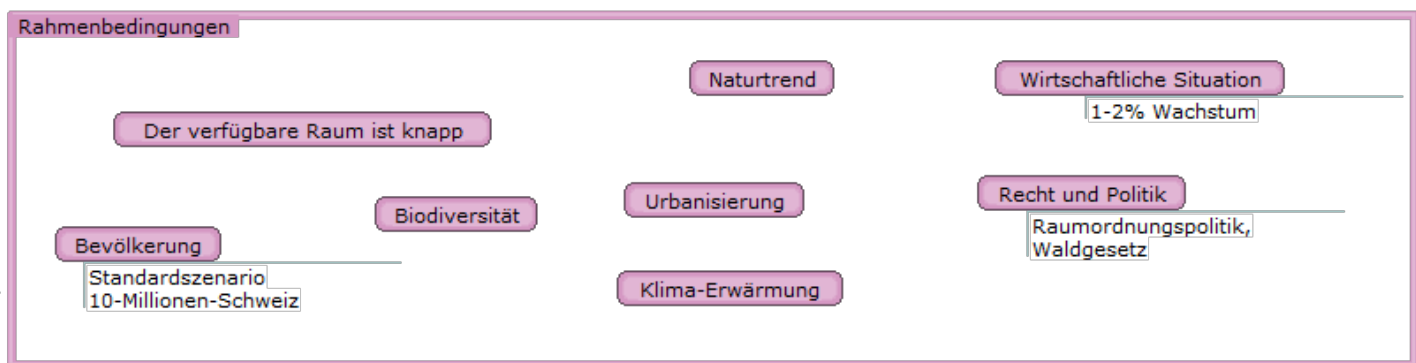 Rahmenbedingungen
Naturtrend
Wirtschaftliche Situation
1-2% Wachstum
Der verfügbare Raum ist knapp
Biodiversität
Urbanisierung
Recht und Politik
Raumordnungspolitik,
Waldgesetz
Bevölkerung
Standardszenario
10-Millionen-Schweiz
Klima-Erwärmung